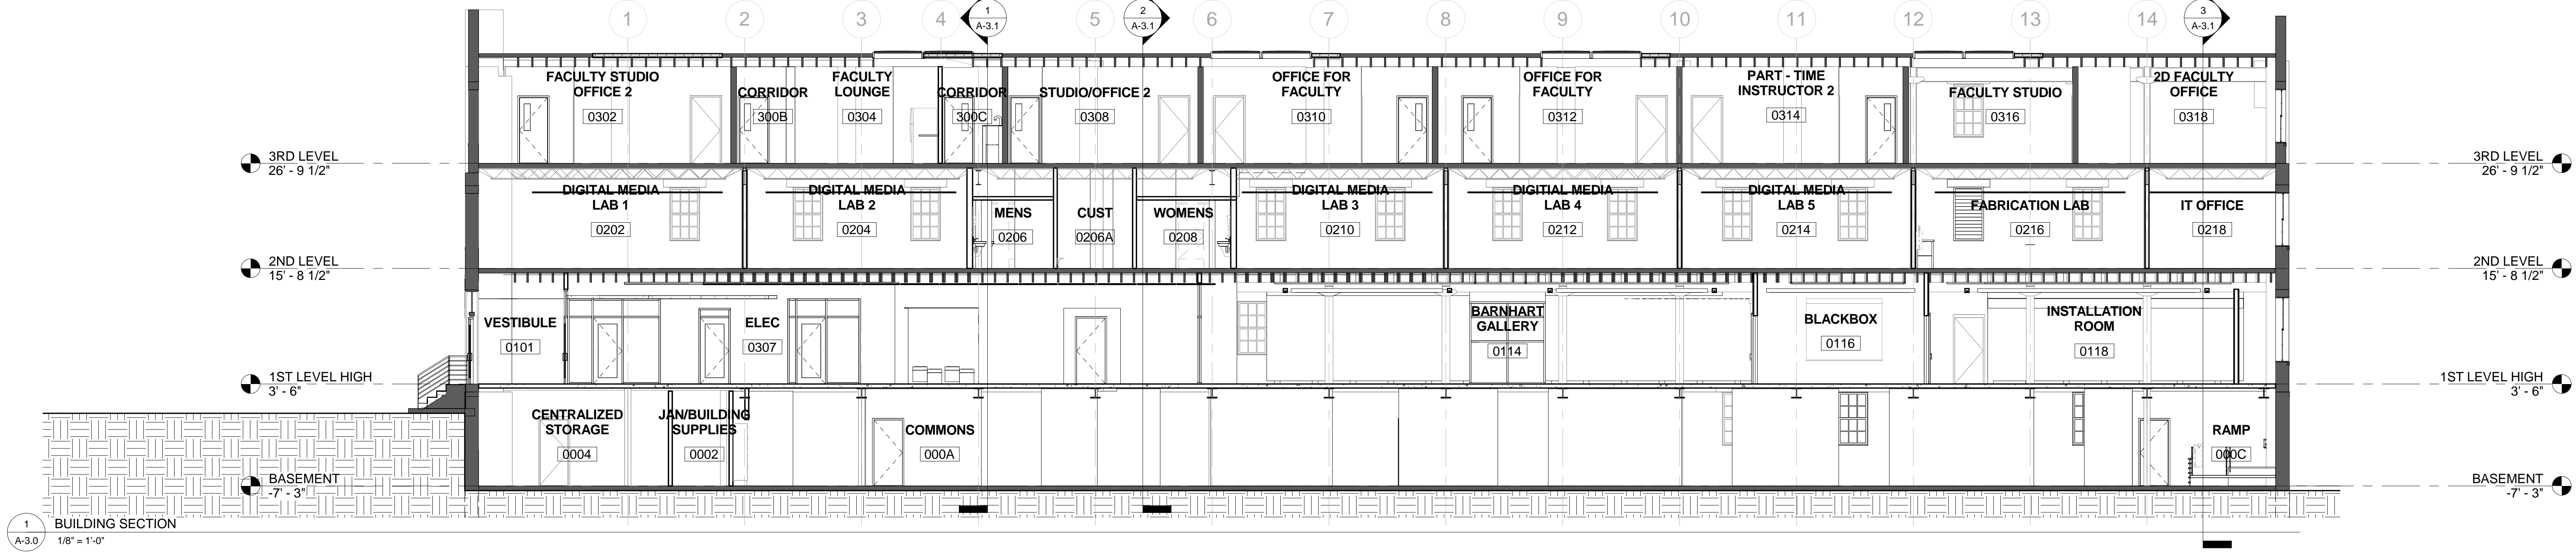 1
2
3
4
1
A-3.1
5
2
A-3.1
6
7
8
9
10
11
12
13
14
3
A-3.1
FACULTY STUDIO
OFFICE 2
0302
CORRIDOR
300B
FACULTY
LOUNGE
0304
CORRIDOR
300C
STUDIO/OFFICE 2
0308
OFFICE FOR
FACULTY
0310
OFFICE FOR
FACULTY
0312
PART - TIME
INSTRUCTOR 2
0314
FACULTY STUDIO
0316
2D FACULTY
OFFICE
0318
3RD LEVEL
26' - 9 1/2"
3RD LEVEL
26' - 9 1/2"
DIGITAL MEDIA
LAB 1
0202
DIGITAL MEDIA
LAB 2
0204
MENS
0206
CUST
0206A
WOMENS
0208
DIGITAL MEDIA
LAB 3
0210
DIGITAL MEDIA
LAB 4
0212
DIGITAL MEDIA
LAB 5
0214
FABRICATION LAB
0216
IT OFFICE
0218
2ND LEVEL
15' - 8 1/2"
2ND LEVEL
15' - 8 1/2"
VESTIBULE
0101
ELEC
0307
BARNHART
GALLERY
0114
BLACKBOX
0116
INSTALLATION
ROOM
0118
1ST LEVEL HIGH
3' - 6"
1ST LEVEL HIGH
3' - 6"
CENTRALIZED
STORAGE
0004
JAN/BUILDING
SUPPLIES
0002
COMMONS
000A
RAMP
000C
BASEMENT
-7' - 3"
BASEMENT
-7' - 3"
1
A-3.0
BUILDING SECTION
1/8" = 1'-0"